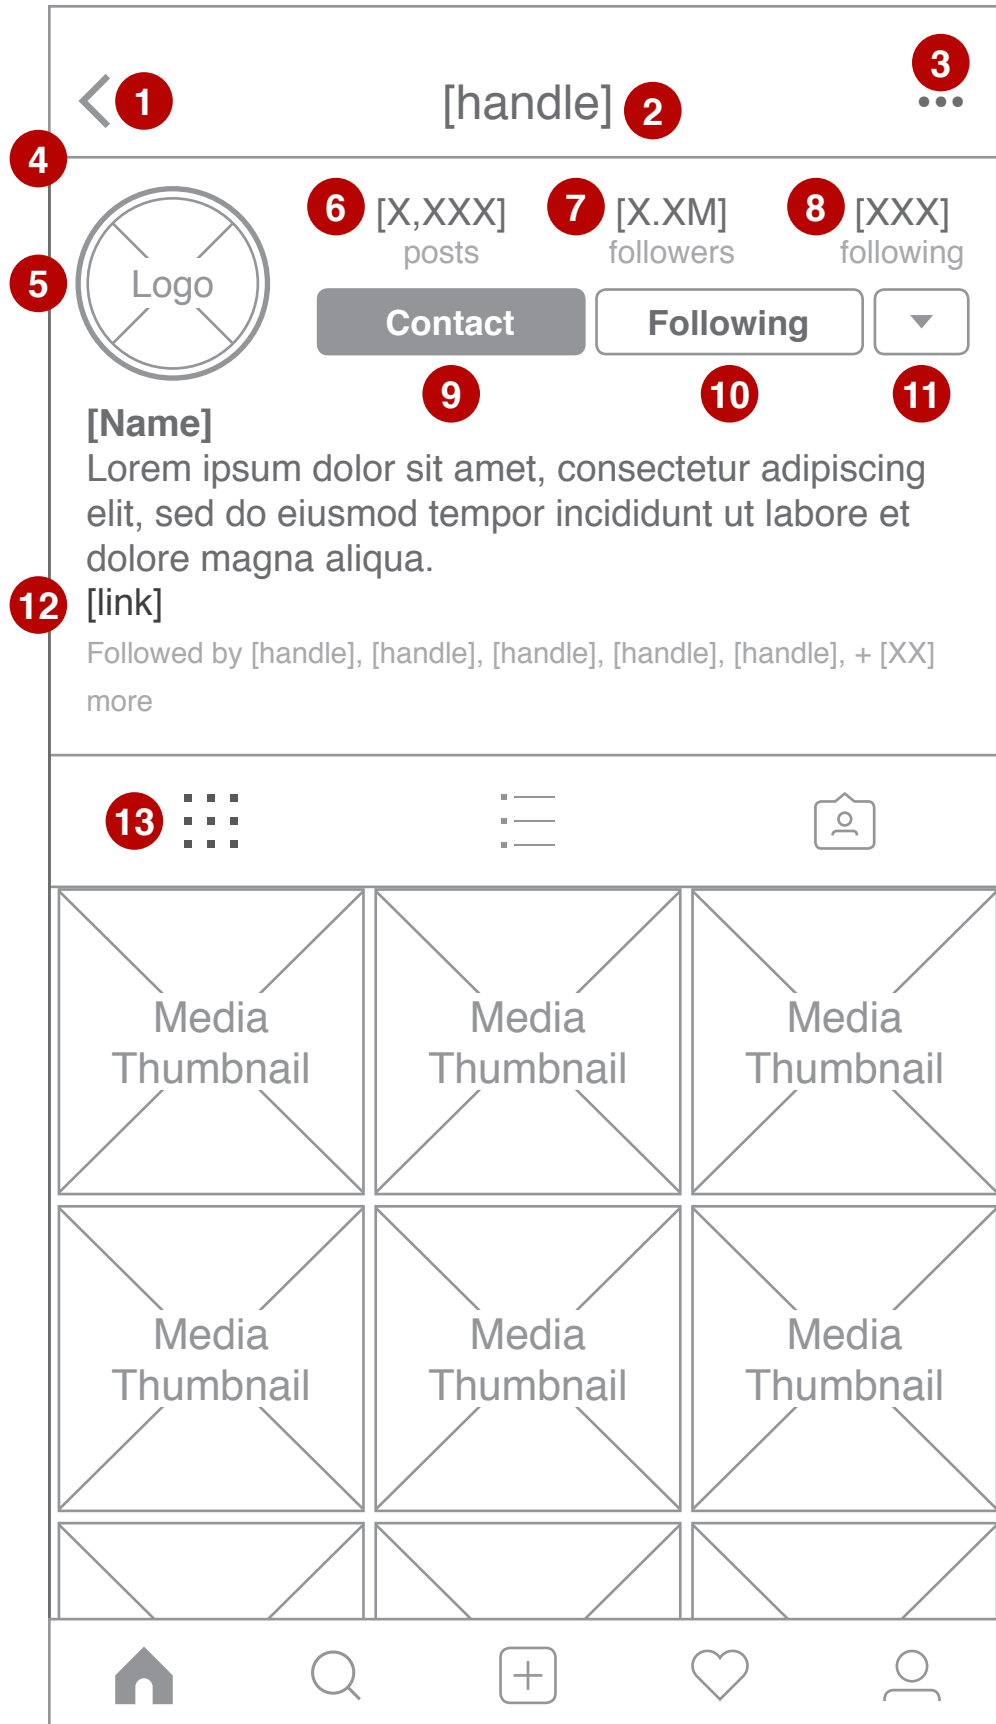 1
[handle]
2
3
4
5
Logo
6
[X,XXX]
posts
7
[X.XM]
followers
8
[XXX]
following
Contact
Following
9
10
11
[Name]
Lorem ipsum dolor sit amet, consectetur adipiscing
elit, sed do eiusmod tempor incididunt ut labore et
dolore magna aliqua.
12
[link]
Followed by [handle], [handle], [handle], [handle], [handle], + [XX]
more
13
Media
Thumbnail
Media
Thumbnail
Media
Thumbnail
Media
Thumbnail
Media
Thumbnail
Media
Thumbnail